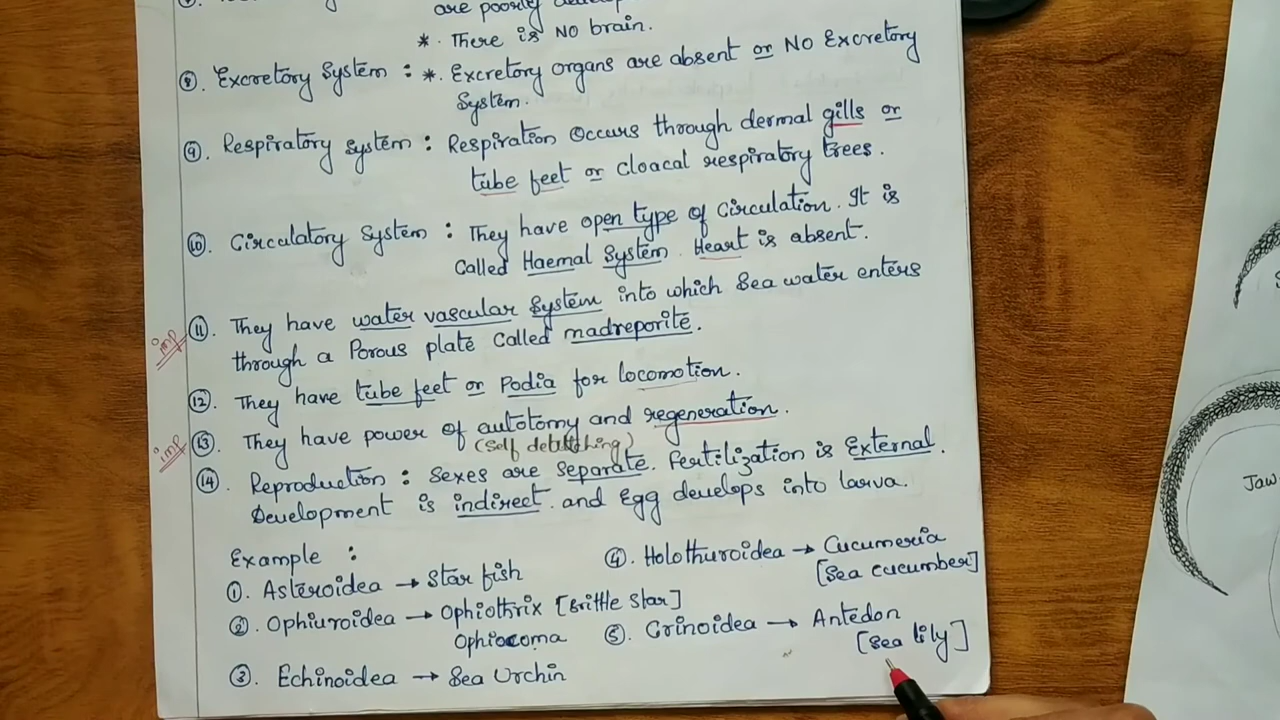 are poorly
*. There is NO brain.
⑧. Excretory System : *. Excretory organs are absent or NO Excretory
System.
⑨. Respiratory System : Respiration Occurs through dermal gills or
tube feet or cloacal respiratory trees.
⑩. Circulatory System : They have open type of Circulation. It is
Called Haemal System. Heart is absent.
imp ⑪. They have water vascular System into which Sea water enters
through a Porous plate Called madreporite.
⑫. They have tube feet or Podia for locomotion.
imp ⑬. They have power of autotomy and regeneration.
(Self detatching)
⑭. Reproduction : Sexes are Separate. Fertilization is External.
Development is indirect and Egg develops into larva.
Example :
①. Asteroidea → Star fish
②. Ophiuroidea → Ophiothrix [Brittle Star]
Ophiocoma
③. Echinoidea → Sea Urchin
④. Holothuroidea → Cucumeria
[Sea cucumber]
⑤. Crinoidea → Antedon
[Sea lily]
Jaw